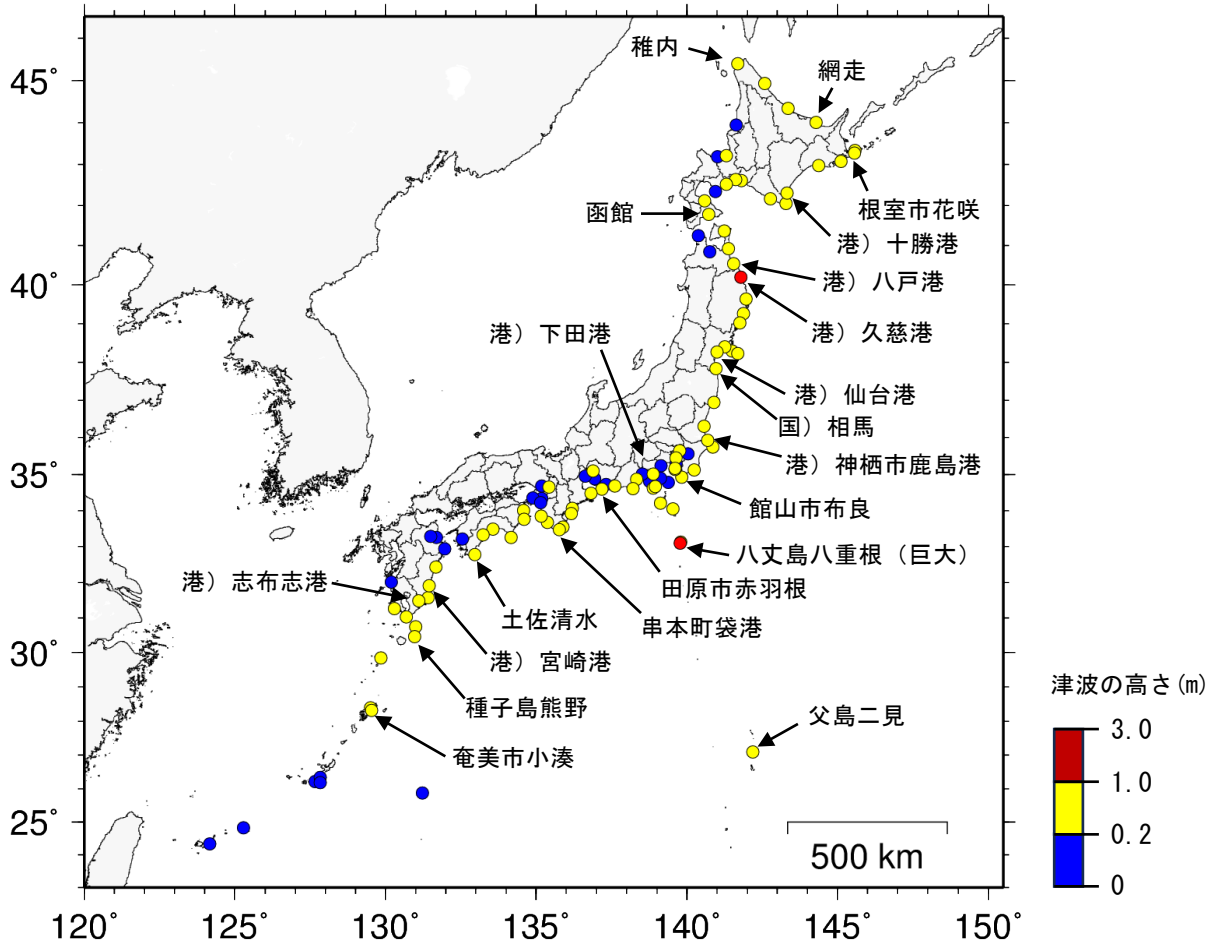 稚内
網走
45°
函館
根室市花咲
港）十勝港
港）八戸港
40°
港）下田港
港）久慈港
港）仙台港
国）相馬
35°
港）神栖市鹿島港
館山市布良
八丈島八重根（巨大）
港）志布志港
田原市赤羽根
土佐清水
串本町袋港
30°
港）宮崎港
種子島熊野
父島二見
奄美市小湊
津波の高さ(m)
3.0
1.0
0.2
0
25°
500 km
120° 125° 130° 135° 140° 145° 150°